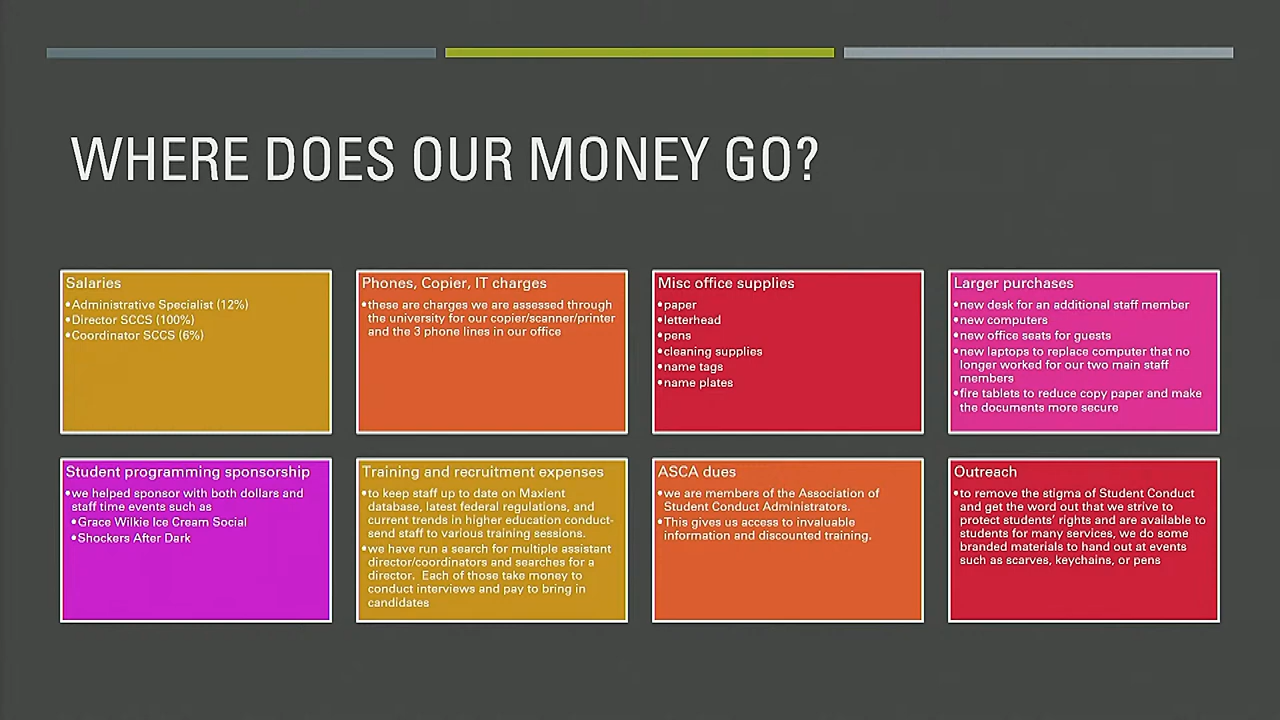 WHERE DOES OUR MONEY GO?
Salaries
•Administrative Specialist (12%)
•Director SCCS (100%)
•Coordinator SCCS (6%)
Phones, Copier, IT charges
•these are charges we are assessed through
the university for our copier/scanner/printer
and the 3 phone lines in our office
Misc office supplies
•paper
•letterhead
•pens
•cleaning supplies
•name tags
•name plates
Larger purchases
•new desk for an additional staff member
•new computers
•new office seats for guests
•new laptops to replace computer that no
longer worked for our two main staff
members
•fire tablets to reduce copy paper and make
the documents more secure
Student programming sponsorship
•we helped sponsor with both dollars and
staff time events such as
•Grace Wilkie Ice Cream Social
•Shockers After Dark
Training and recruitment expenses
•to keep staff up to date on Maxient
database, latest federal regulations, and
current trends in higher education conduct-
send staff to various training sessions.
•we have run a search for multiple assistant
director/coordinators and searches for a
director. Each of those take money to
conduct interviews and pay to bring in
candidates
ASCA dues
•we are members of the Association of
Student Conduct Administrators.
•This gives us access to invaluable
information and discounted training.
Outreach
•to remove the stigma of Student Conduct
and get the word out that we strive to
protect students' rights and are available to
students for many services, we do some
branded materials to hand out at events
such as scarves, keychains, or pens